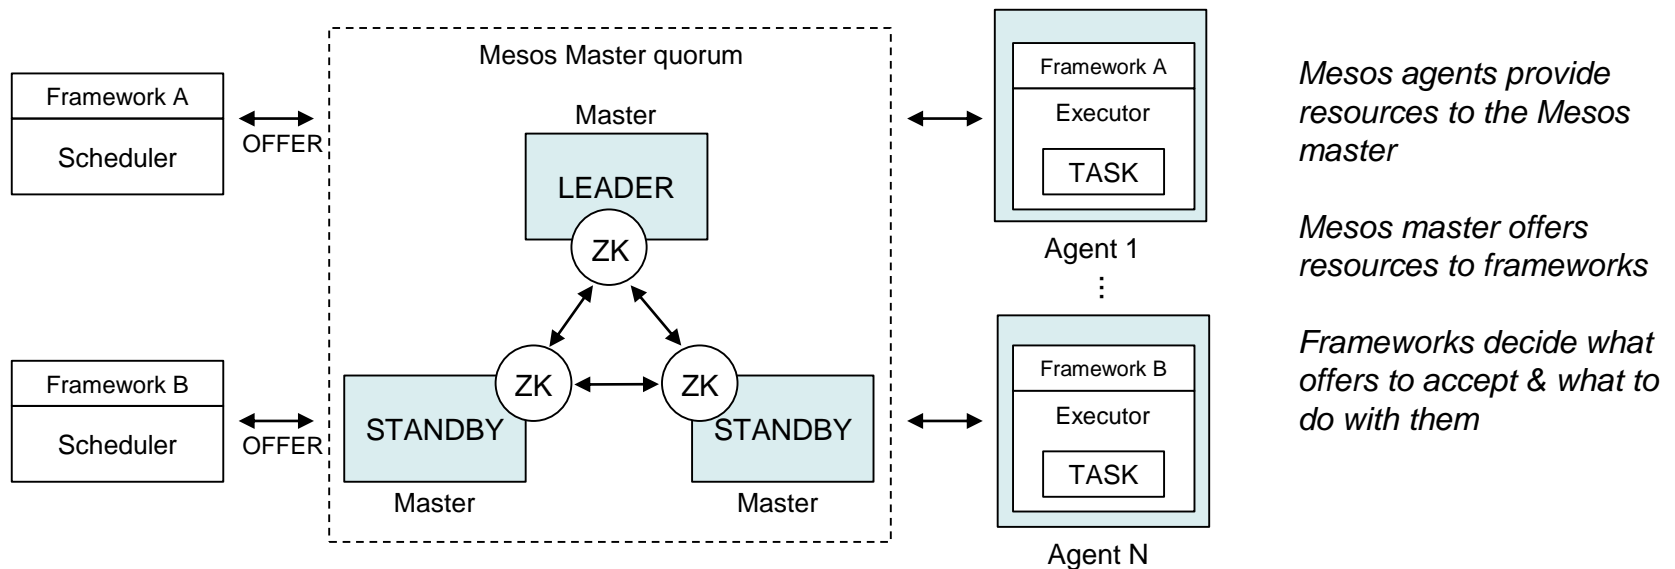 Framework A
Scheduler
OFFER
Framework B
Scheduler
OFFER
Mesos Master quorum
Master
LEADER
ZK
ZK
ZK
STANDBY
STANDBY
Master
Master
Framework A
Executor
TASK
Agent 1
...
Framework B
Executor
TASK
Agent N
Mesos agents provide
resources to the Mesos
master
Mesos master offers
resources to frameworks
Frameworks decide what
offers to accept & what to
do with them